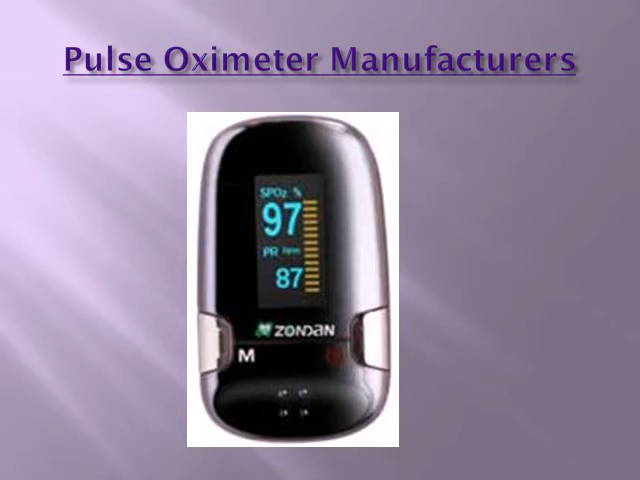 Pulse Oximeter Manufacturers
SPO2 %
97
PR bpm
87
ZONDAN
M